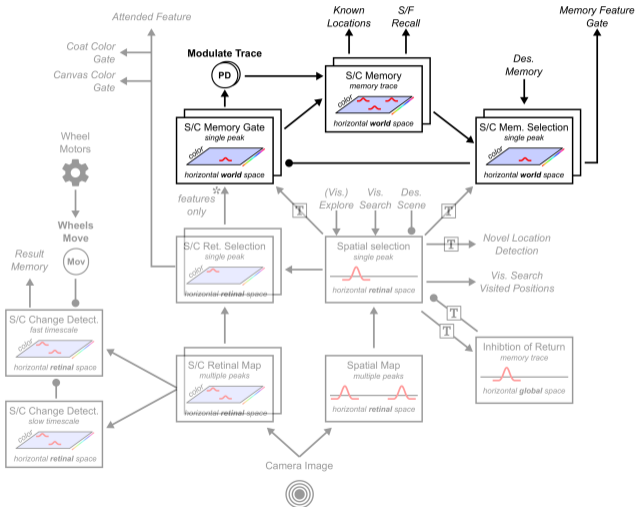 Attended Feature
Known
Locations
S/F
Recall
Memory Feature
Gate
Coat Color
Gate
Canvas Color
Gate
Modulate Trace
PD
S/C Memory
memory trace
color
horizontal world space
Des.
Memory
S/C Memory Gate
single peak
color
horizontal world space
S/C Mem. Selection
single peak
color
horizontal world space
Wheel
Motors
features
only
(Vis.)
Explore
Vis.
Search
Des.
Scene
T
T
Wheels
Move
Mov
Result
Memory
S/C Ret. Selection
single peak
color
horizontal retinal space
Spatial selection
single peak
horizontal retinal space
T
Novel Location
Detection
Vis. Search
Visited Positions
T
T
S/C Change Detect.
fast timescale
color
horizontal retinal space
S/C Retinal Map
multiple peaks
color
horizontal retinal space
Spatial Map
multiple peaks
horizontal retinal space
Inhibtion of Return
memory trace
horizontal global space
S/C Change Detect.
slow timescale
color
horizontal retinal space
Camera Image